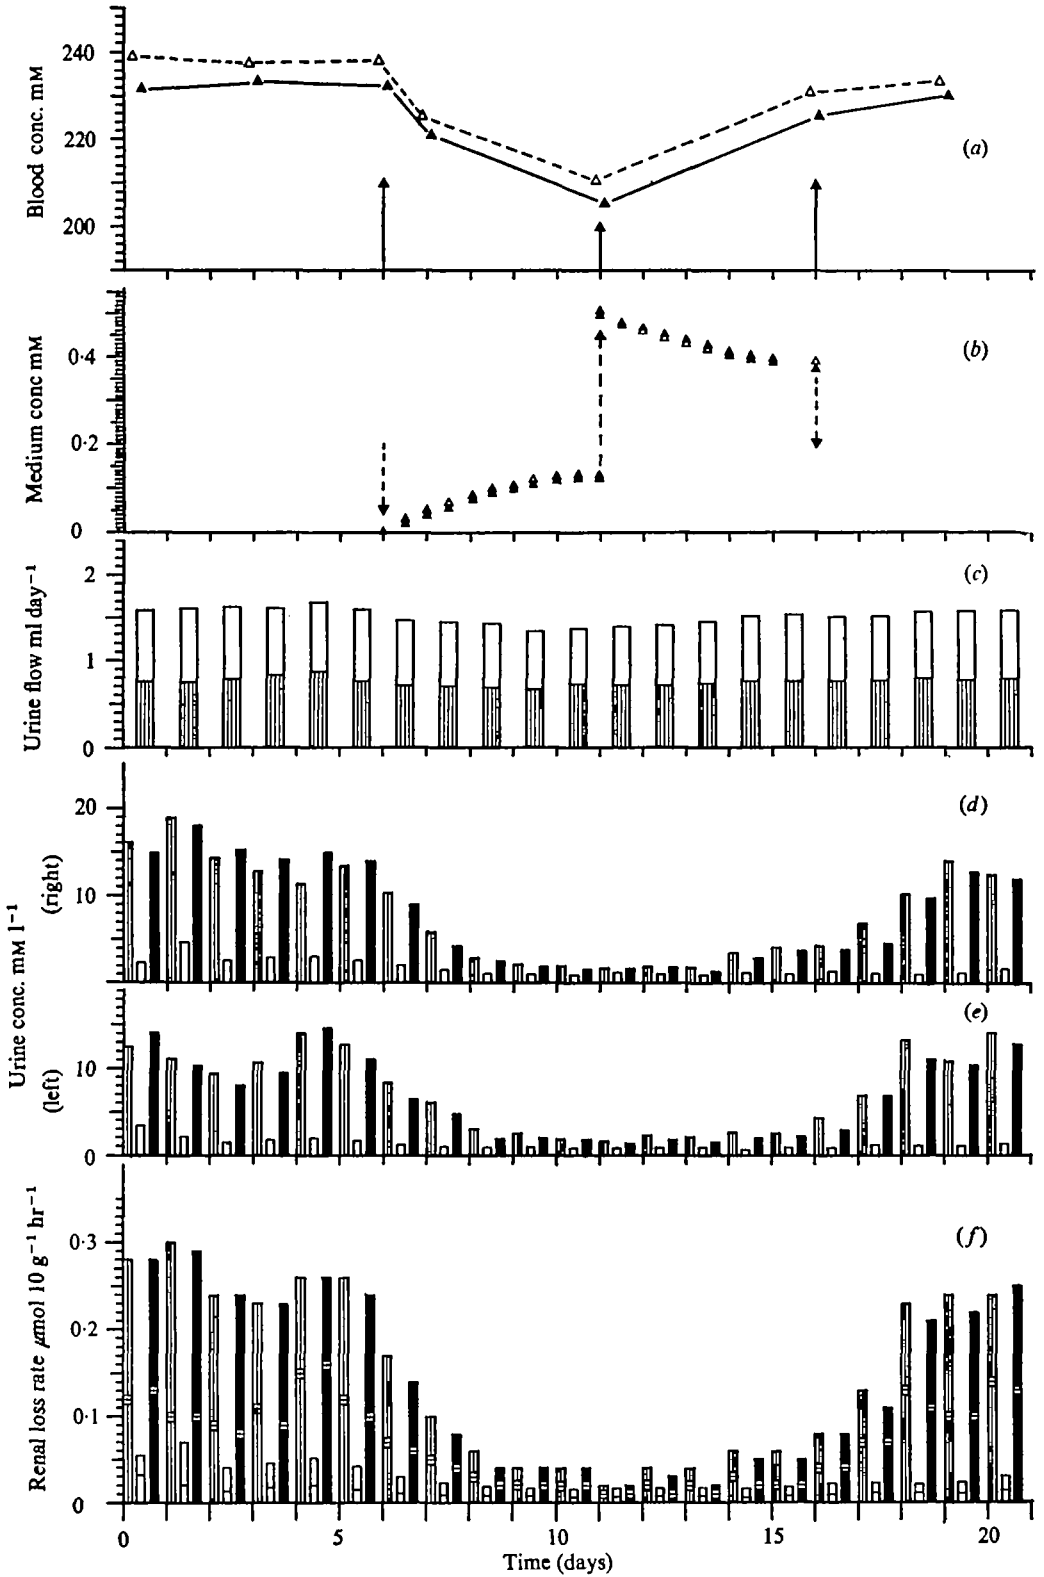 Blood conc. mM
240
220
200
(a)
Medium conc mM
0·4
0·2
0
(b)
Urine flow ml day⁻¹
2
1
0
(c)
Urine conc. mM l⁻¹
(right)
20
10
(d)
(left)
10
0
(e)
Renal loss rate μmol 10 g⁻¹ hr⁻¹
0·3
0·2
0·1
0
(f)
0 5 10 15 20
Time (days)